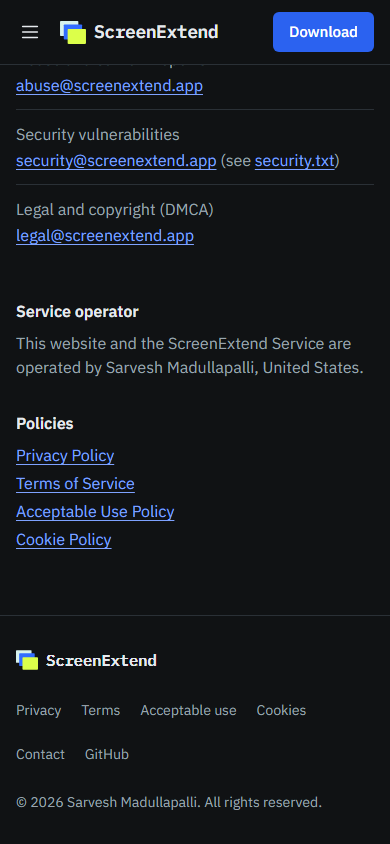 ScreenExtend
Download
abuse@screenextend.app
Security vulnerabilities
security@screenextend.app (see security.txt)
Legal and copyright (DMCA)
legal@screenextend.app
Service operator
This website and the ScreenExtend Service are
operated by Sarvesh Madullapalli, United States.
Policies
Privacy Policy
Terms of Service
Acceptable Use Policy
Cookie Policy
ScreenExtend
Privacy Terms Acceptable use Cookies
Contact GitHub
© 2026 Sarvesh Madullapalli. All rights reserved.